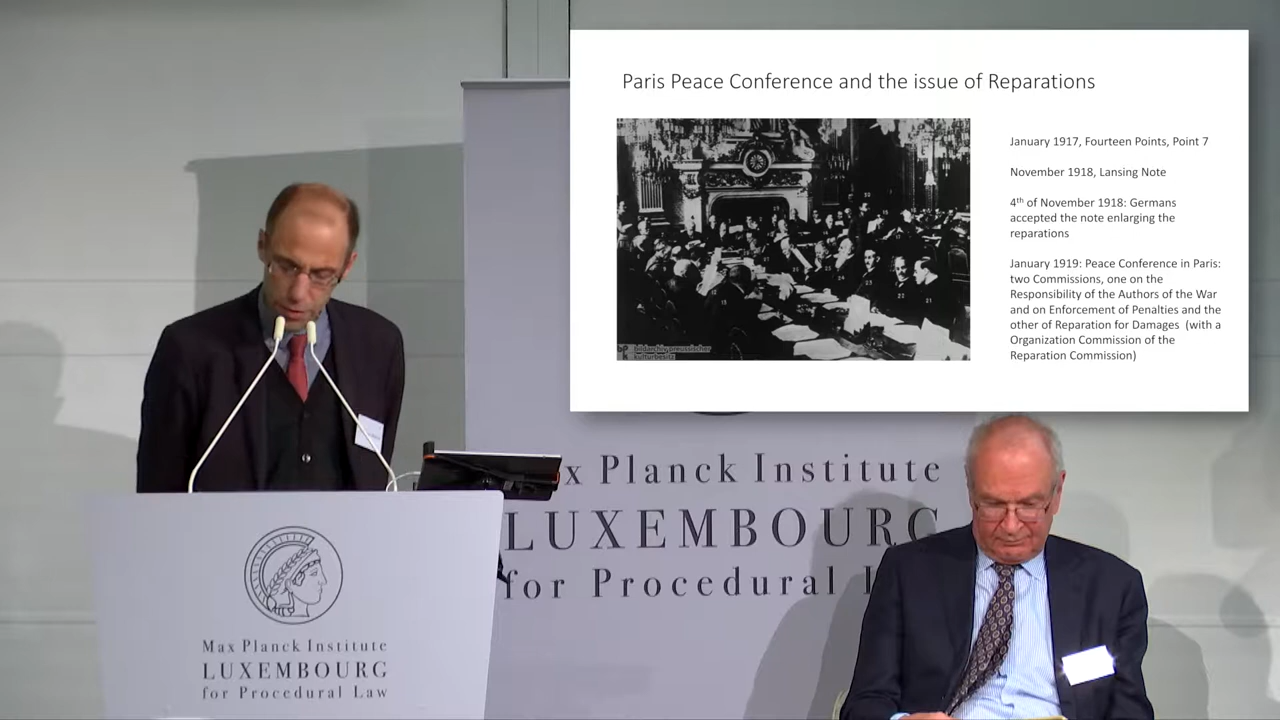 Paris Peace Conference and the issue of Reparations
January 1917, Fourteen Points, Point 7
November 1918, Lansing Note
4th of November 1918: Germans
accepted the note enlarging the
reparations
January 1919: Peace Conference in Paris:
two Commissions, one on the
Responsibility of the Authors of the War
and on Enforcement of Penalties and the
other of Reparation for Damages (with a
Organization Commission of the
Reparation Commission)
bildarchiv preussischer
kulturbesitz
x Planck Institute
LUXEMBOURG
for Procedural
Max Planck Institute
LUXEMBOURG
for Procedural Law